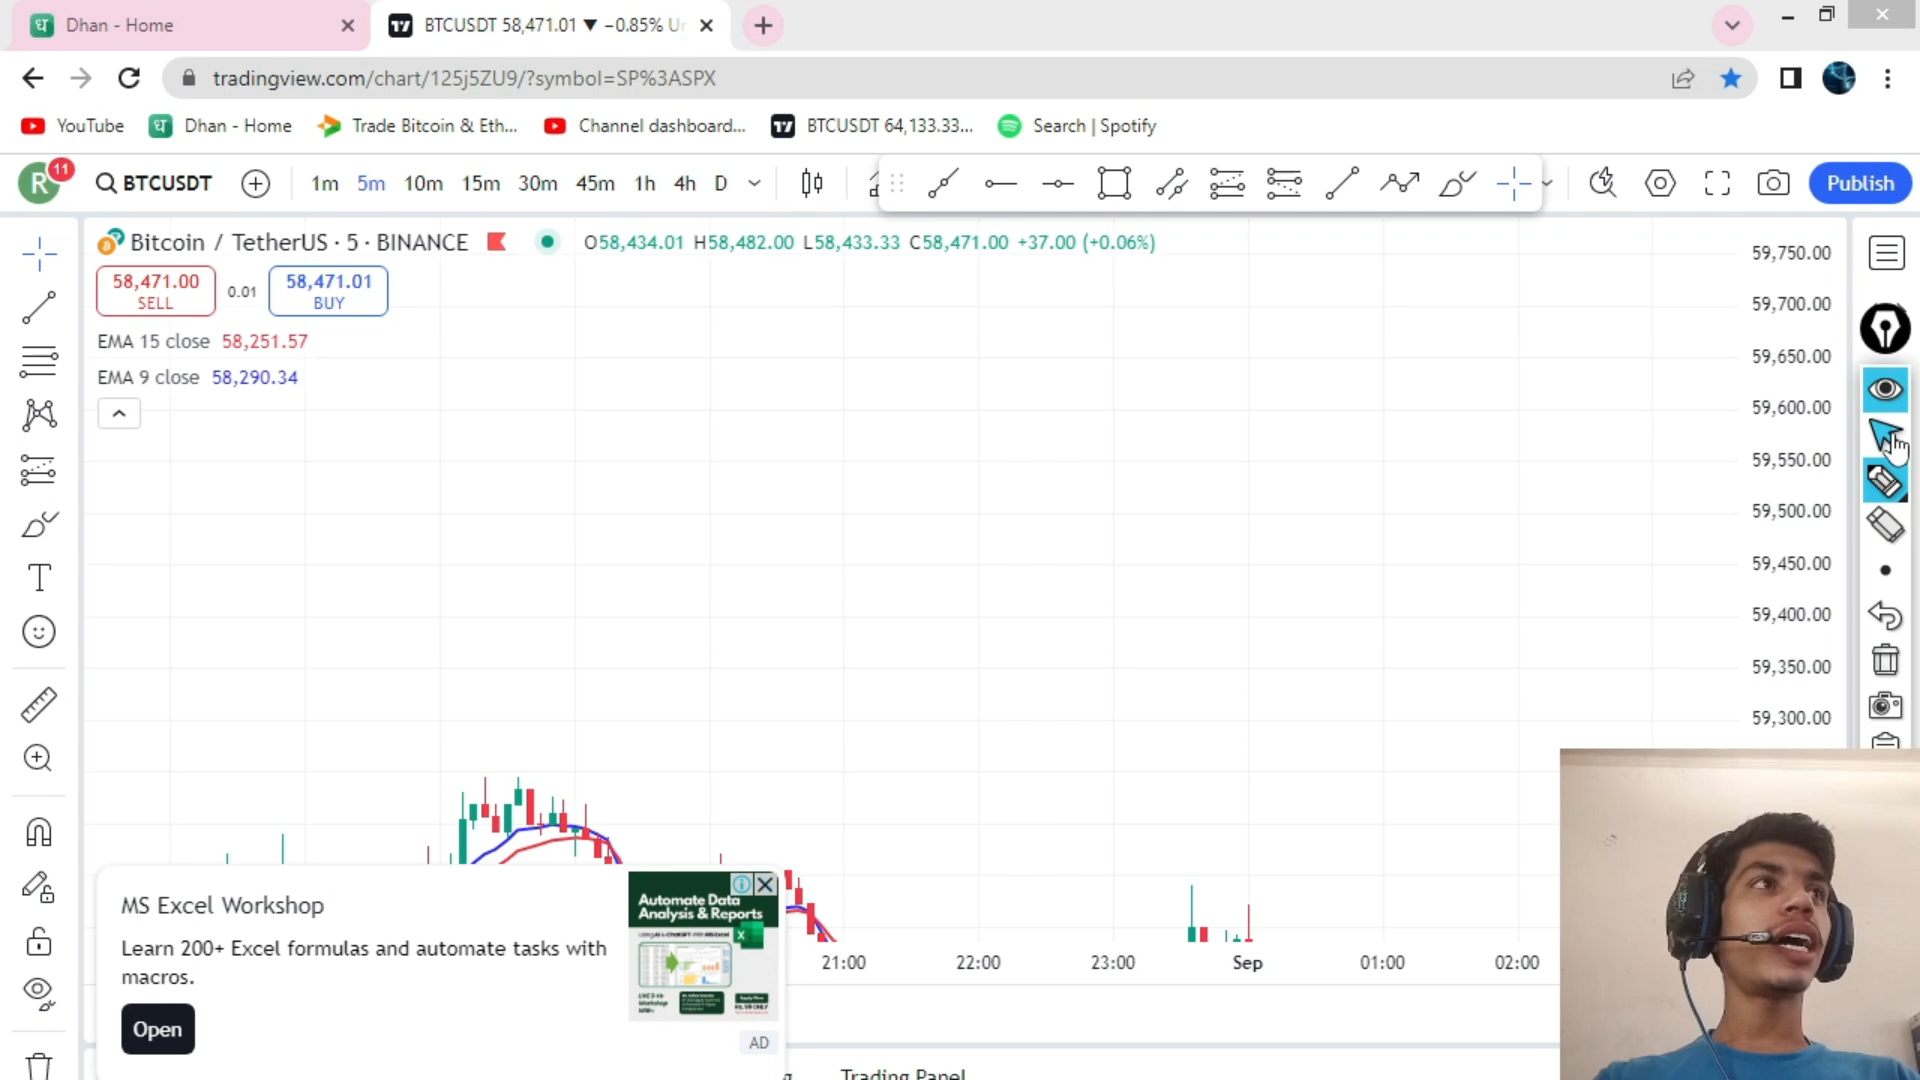 Dhan - Home
BTCUSDT 58,471.01 ▼ −0.85%
tradingview.com/chart/125j5ZU9/?symbol=SP%3ASPX
YouTube
Dhan - Home
Trade Bitcoin & Eth...
Channel dashboard...
BTCUSDT 64,133.33...
Search | Spotify
R
11
BTCUSDT
1m 5m 10m 15m 30m 45m 1h 4h D
Publish
Bitcoin / TetherUS · 5 · BINANCE
O58,434.01 H58,482.00 L58,433.33 C58,471.00 +37.00 (+0.06%)
58,471.00
SELL
0.01
58,471.01
BUY
EMA 15 close 58,251.57
EMA 9 close 58,290.34
59,750.00
59,700.00
59,650.00
59,600.00
59,550.00
59,500.00
59,450.00
59,400.00
59,350.00
59,300.00
MS Excel Workshop
Learn 200+ Excel formulas and automate tasks with
macros.
Open
Automate Data
Analysis & Reports
AD
21:00 22:00 23:00 Sep 01:00 02:00
Trading Panel